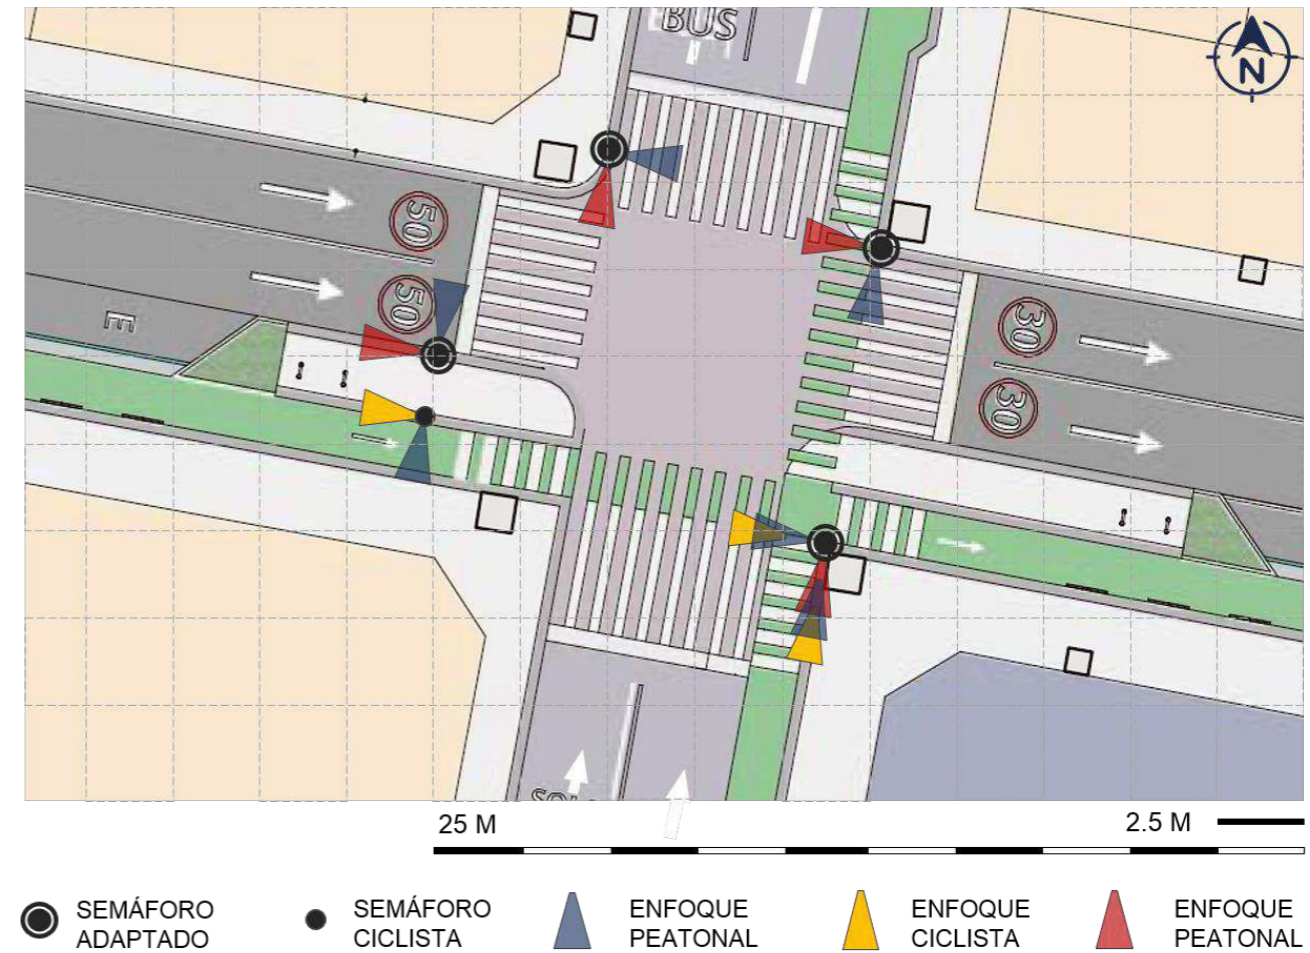 BUS
N
50
50
E
30
30
25 M
2.5 M
SEMÁFORO
ADAPTADO
SEMÁFORO
CICLISTA
ENFOQUE
PEATONAL
ENFOQUE
CICLISTA
ENFOQUE
PEATONAL